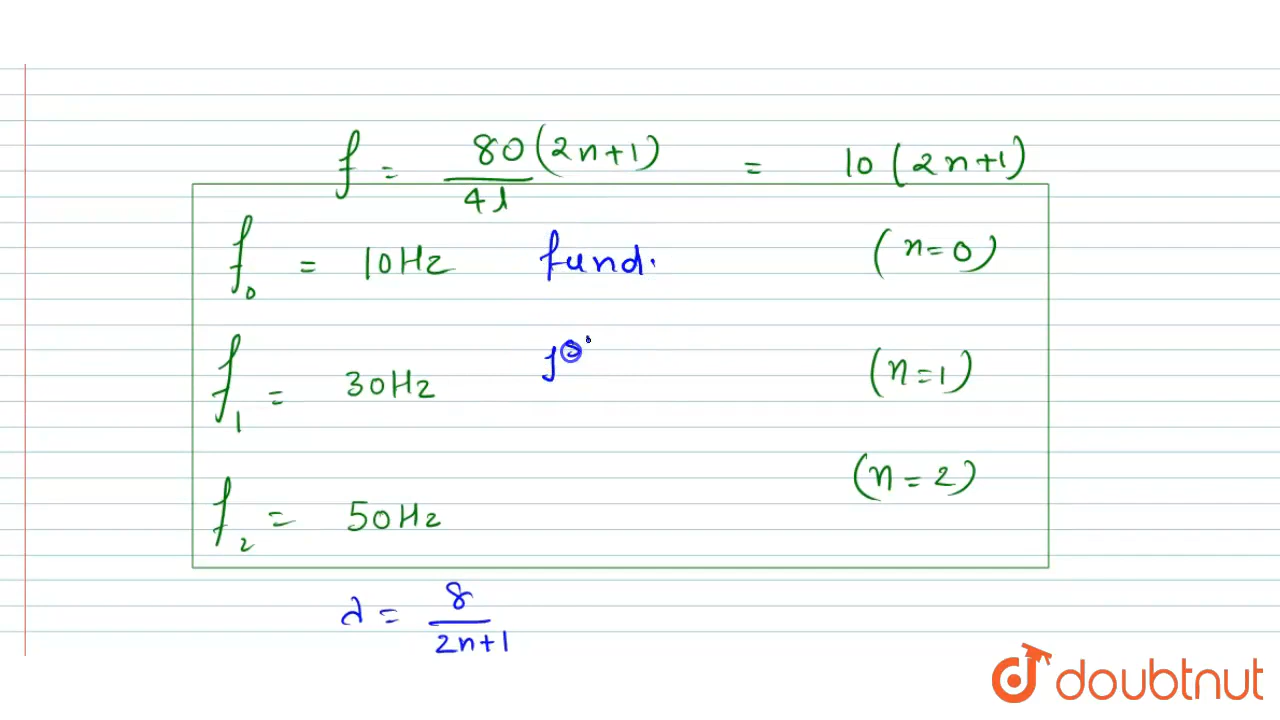 f = 80(2n+1) / 4l = 10(2n+1)
f₀ = 10Hz fund. (n=0)
f₁ = 30Hz (n=1)
f₂ = 50Hz (n=2)
λ = 8 / 2n+1
doubtnut